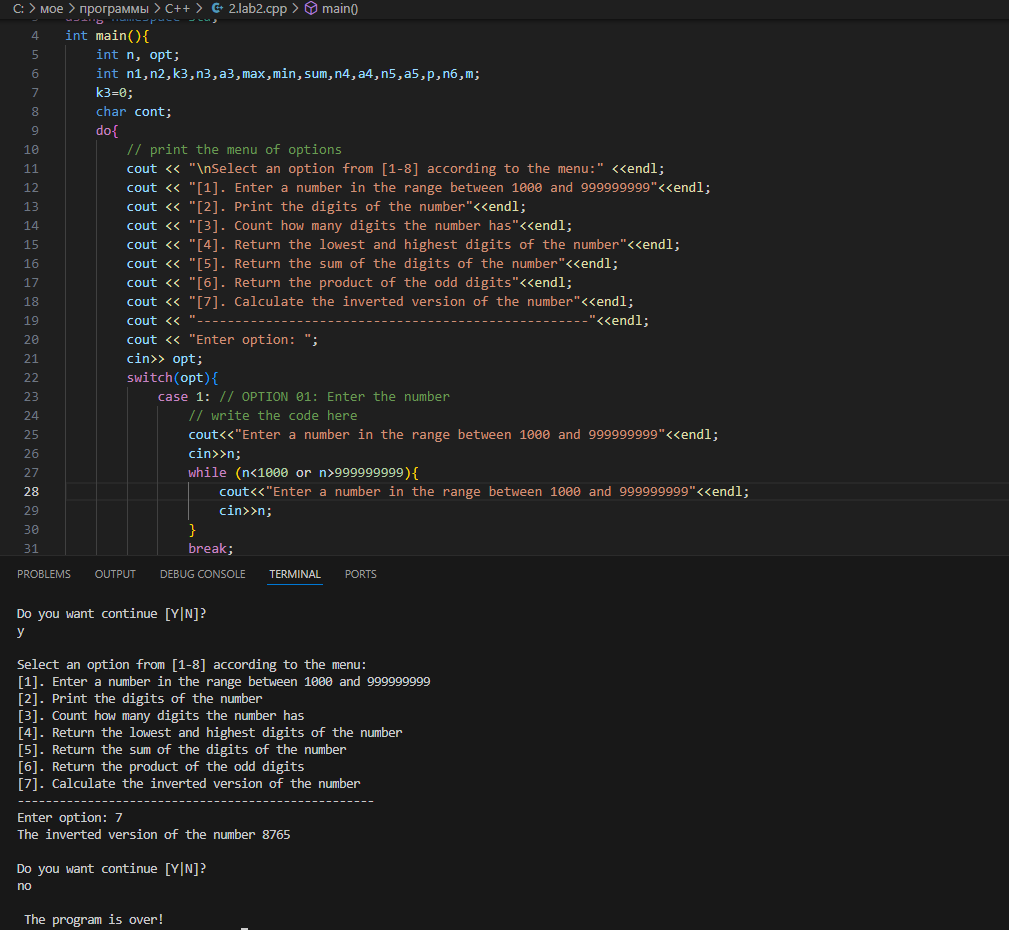 C: > мое > программы > C++ > 2.lab2.cpp > main()
3 using namespace std;
4 int main(){
5 int n, opt;
6 int n1,n2,k3,n3,a3,max,min,sum,n4,a4,n5,a5,p,n6,m;
7 k3=0;
8 char cont;
9 do{
10 // print the menu of options
11 cout << "\nSelect an option from [1-8] according to the menu:" <<endl;
12 cout << "[1]. Enter a number in the range between 1000 and 999999999"<<endl;
13 cout << "[2]. Print the digits of the number"<<endl;
14 cout << "[3]. Count how many digits the number has"<<endl;
15 cout << "[4]. Return the lowest and highest digits of the number"<<endl;
16 cout << "[5]. Return the sum of the digits of the number"<<endl;
17 cout << "[6]. Return the product of the odd digits"<<endl;
18 cout << "[7]. Calculate the inverted version of the number"<<endl;
19 cout << "---------------------------------------------------"<<endl;
20 cout << "Enter option: ";
21 cin>> opt;
22 switch(opt){
23 case 1: // OPTION 01: Enter the number
24 // write the code here
25 cout<<"Enter a number in the range between 1000 and 999999999"<<endl;
26 cin>>n;
27 while (n<1000 or n>999999999){
28 cout<<"Enter a number in the range between 1000 and 999999999"<<endl;
29 cin>>n;
30 }
31 break;
PROBLEMS OUTPUT DEBUG CONSOLE TERMINAL PORTS
Do you want continue [Y|N]?
y
Select an option from [1-8] according to the menu:
[1]. Enter a number in the range between 1000 and 999999999
[2]. Print the digits of the number
[3]. Count how many digits the number has
[4]. Return the lowest and highest digits of the number
[5]. Return the sum of the digits of the number
[6]. Return the product of the odd digits
[7]. Calculate the inverted version of the number
---------------------------------------------------
Enter option: 7
The inverted version of the number 8765
Do you want continue [Y|N]?
no
The program is over!